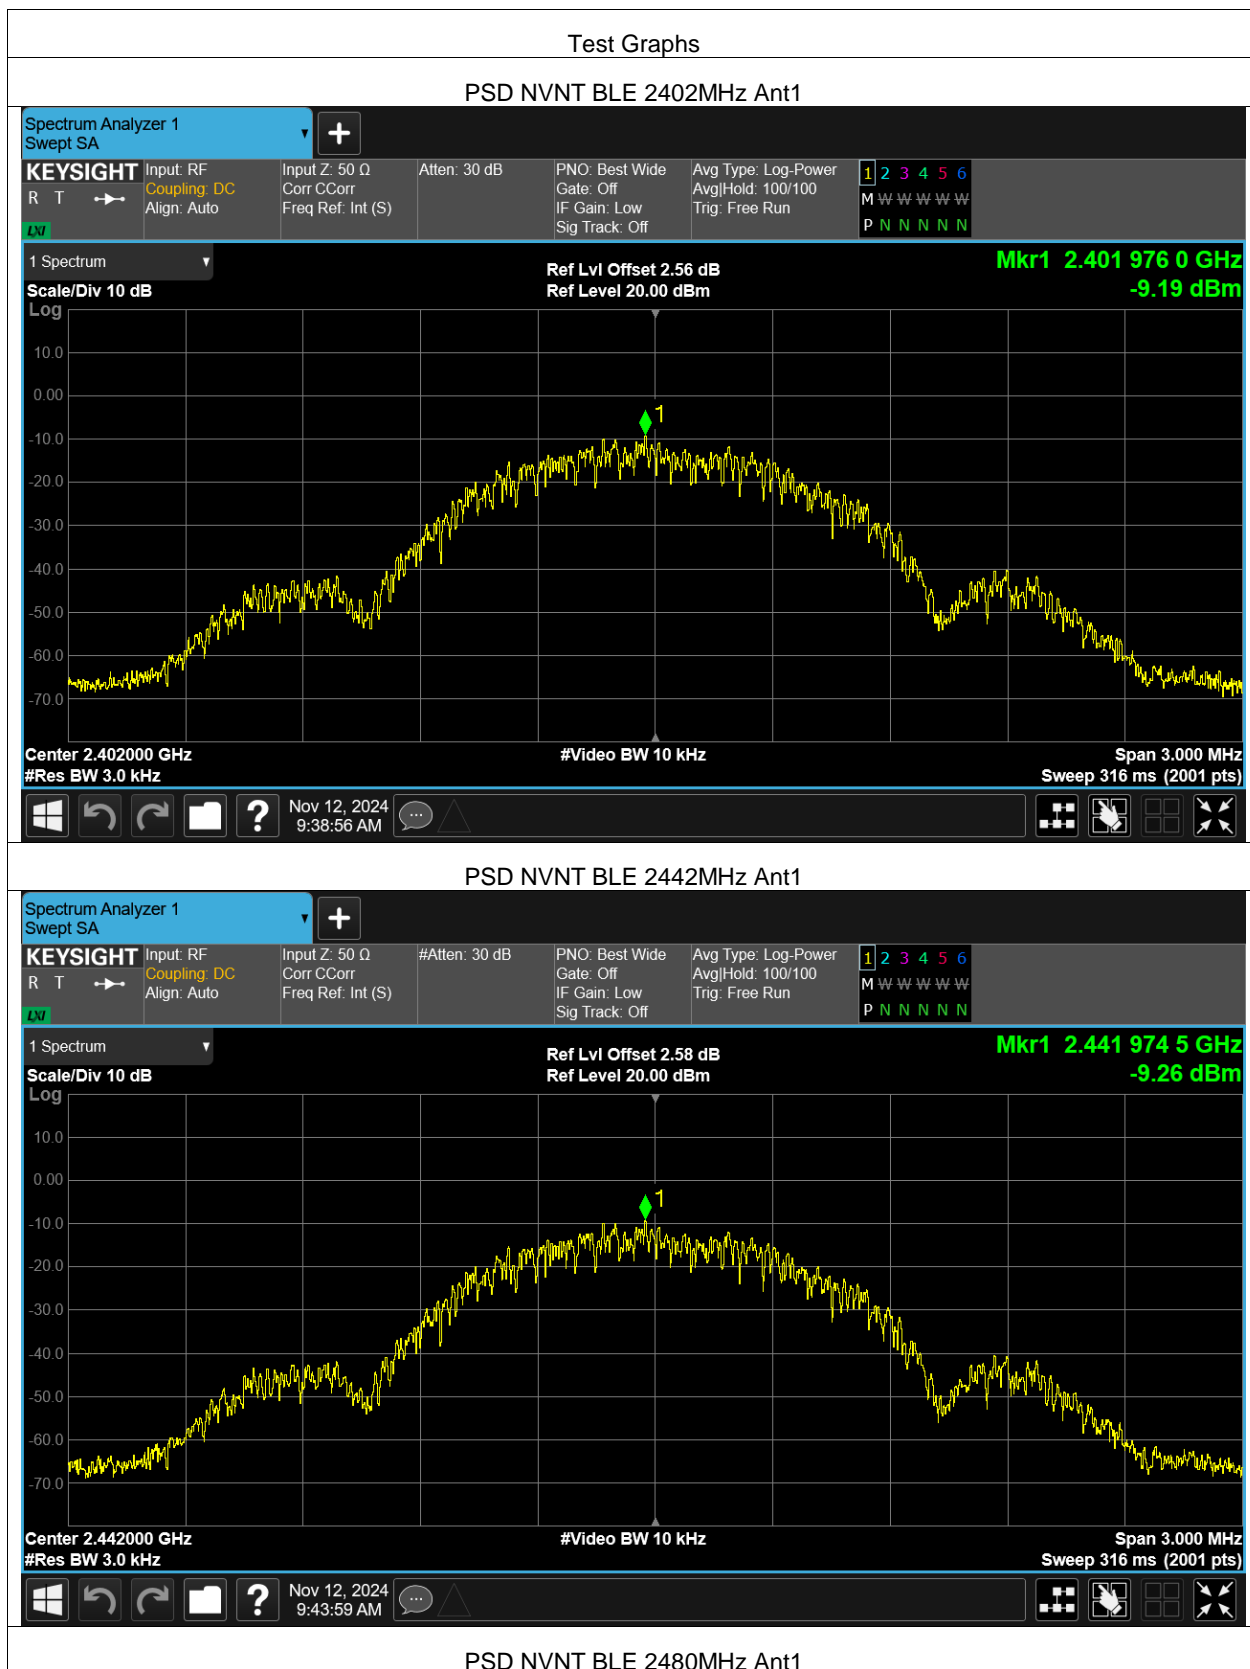 Test Graphs
PSD NVNT BLE 2402MHz Ant1
Spectrum Analyzer 1
Swept SA
KEYSIGHT Input: RF Input Z: 50 Ω Atten: 30 dB PNO: Best Wide Avg Type: Log-Power 1 2 3 4 5 6
R T Coupling: DC Corr CCorr Gate: Off Avg|Hold: 100/100 M W W W W W
Align: Auto Freq Ref: Int (S) IF Gain: Low Trig: Free Run
LXI Sig Track: Off P N N N N N
1 Spectrum Ref Lvl Offset 2.56 dB Mkr1 2.401 976 0 GHz
Scale/Div 10 dB Ref Level 20.00 dBm -9.19 dBm
Log
10.0
0.00
1
-10.0
-20.0
-30.0
-40.0
-50.0
-60.0
-70.0
Center 2.402000 GHz #Video BW 10 kHz Span 3.000 MHz
#Res BW 3.0 kHz Sweep 316 ms (2001 pts)
? Nov 12, 2024
9:38:56 AM
PSD NVNT BLE 2442MHz Ant1
Spectrum Analyzer 1
Swept SA
KEYSIGHT Input: RF Input Z: 50 Ω #Atten: 30 dB PNO: Best Wide Avg Type: Log-Power 1 2 3 4 5 6
R T Coupling: DC Corr CCorr Gate: Off Avg|Hold: 100/100 M W W W W W
Align: Auto Freq Ref: Int (S) IF Gain: Low Trig: Free Run
LXI Sig Track: Off P N N N N N
1 Spectrum Ref Lvl Offset 2.58 dB Mkr1 2.441 974 5 GHz
Scale/Div 10 dB Ref Level 20.00 dBm -9.26 dBm
Log
10.0
0.00
1
-10.0
-20.0
-30.0
-40.0
-50.0
-60.0
-70.0
Center 2.442000 GHz #Video BW 10 kHz Span 3.000 MHz
#Res BW 3.0 kHz Sweep 316 ms (2001 pts)
? Nov 12, 2024
9:43:59 AM
PSD NVNT BLE 2480MHz Ant1